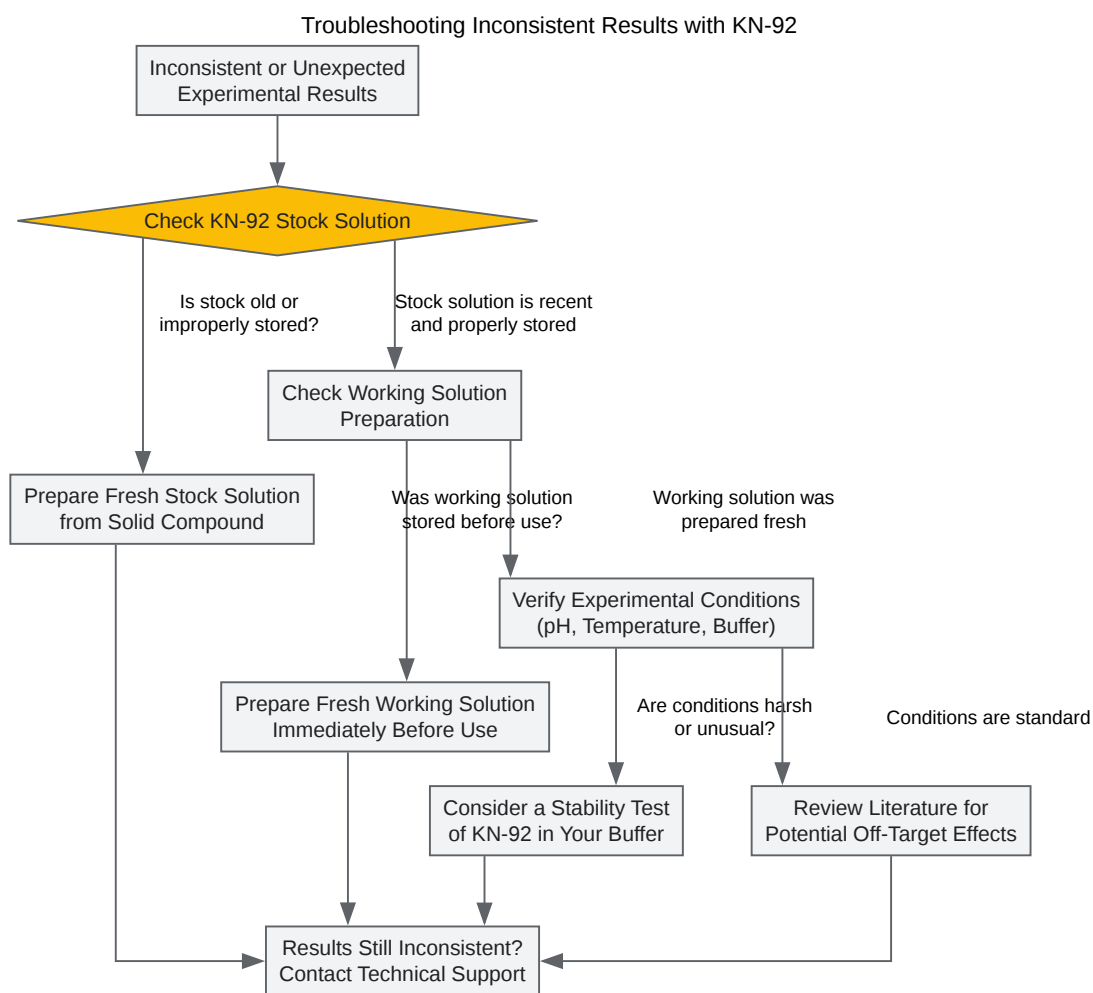 Troubleshooting Inconsistent Results with KN-92
Inconsistent or Unexpected
Experimental Results
Check KN-92 Stock Solution
Is stock old or
improperly stored?
Stock solution is recent
and properly stored
Check Working Solution
Preparation
Prepare Fresh Stock Solution
from Solid Compound
Was working solution
stored before use?
Working solution was
prepared fresh
Verify Experimental Conditions
(pH, Temperature, Buffer)
Prepare Fresh Working Solution
Immediately Before Use
Are conditions harsh
or unusual?
Conditions are standard
Consider a Stability Test
of KN-92 in Your Buffer
Review Literature for
Potential Off-Target Effects
Results Still Inconsistent?
Contact Technical Support